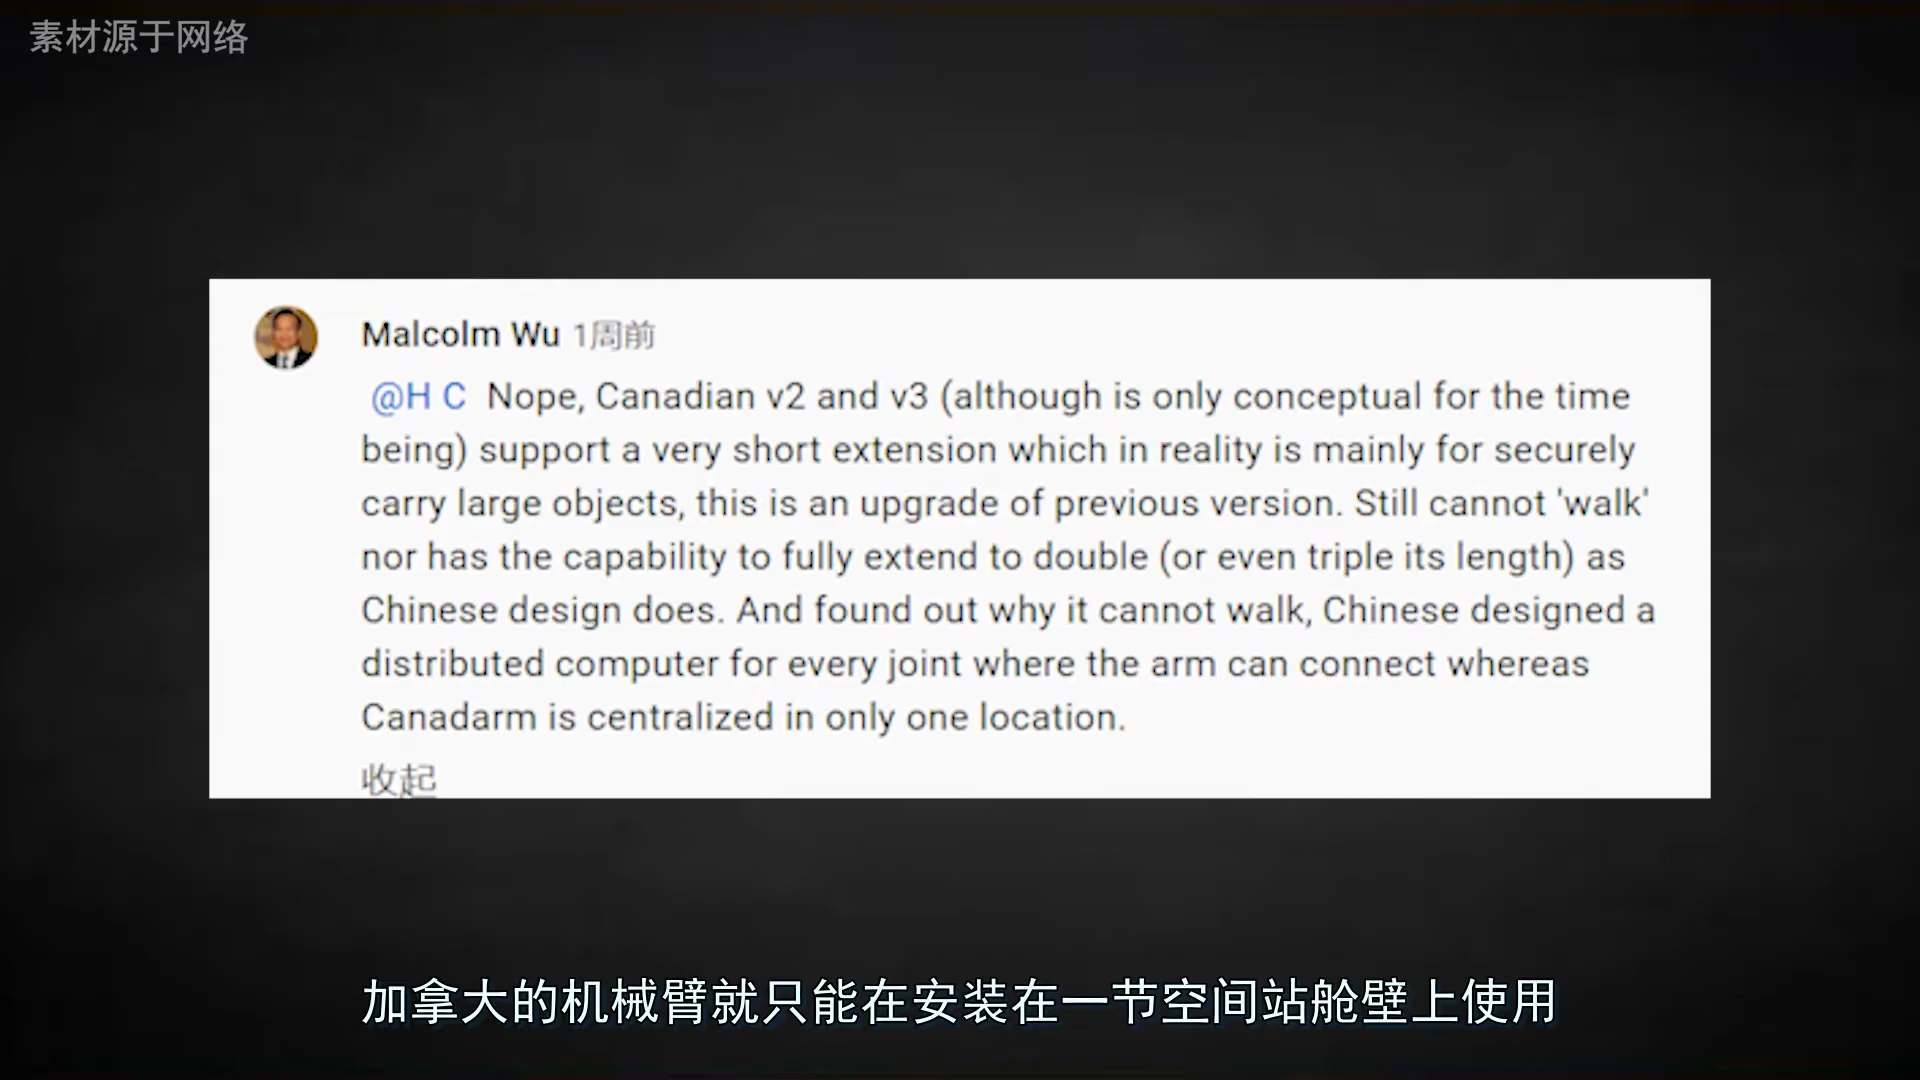 素材源于网络
Malcolm Wu 1周前
@H C Nope, Canadian v2 and v3 (although is only conceptual for the time
being) support a very short extension which in reality is mainly for securely
carry large objects, this is an upgrade of previous version. Still cannot 'walk'
nor has the capability to fully extend to double (or even triple its length) as
Chinese design does. And found out why it cannot walk, Chinese designed a
distributed computer for every joint where the arm can connect whereas
Canadarm is centralized in only one location.
收起
加拿大的机械臂就只能在安装在一节空间站舱壁上使用